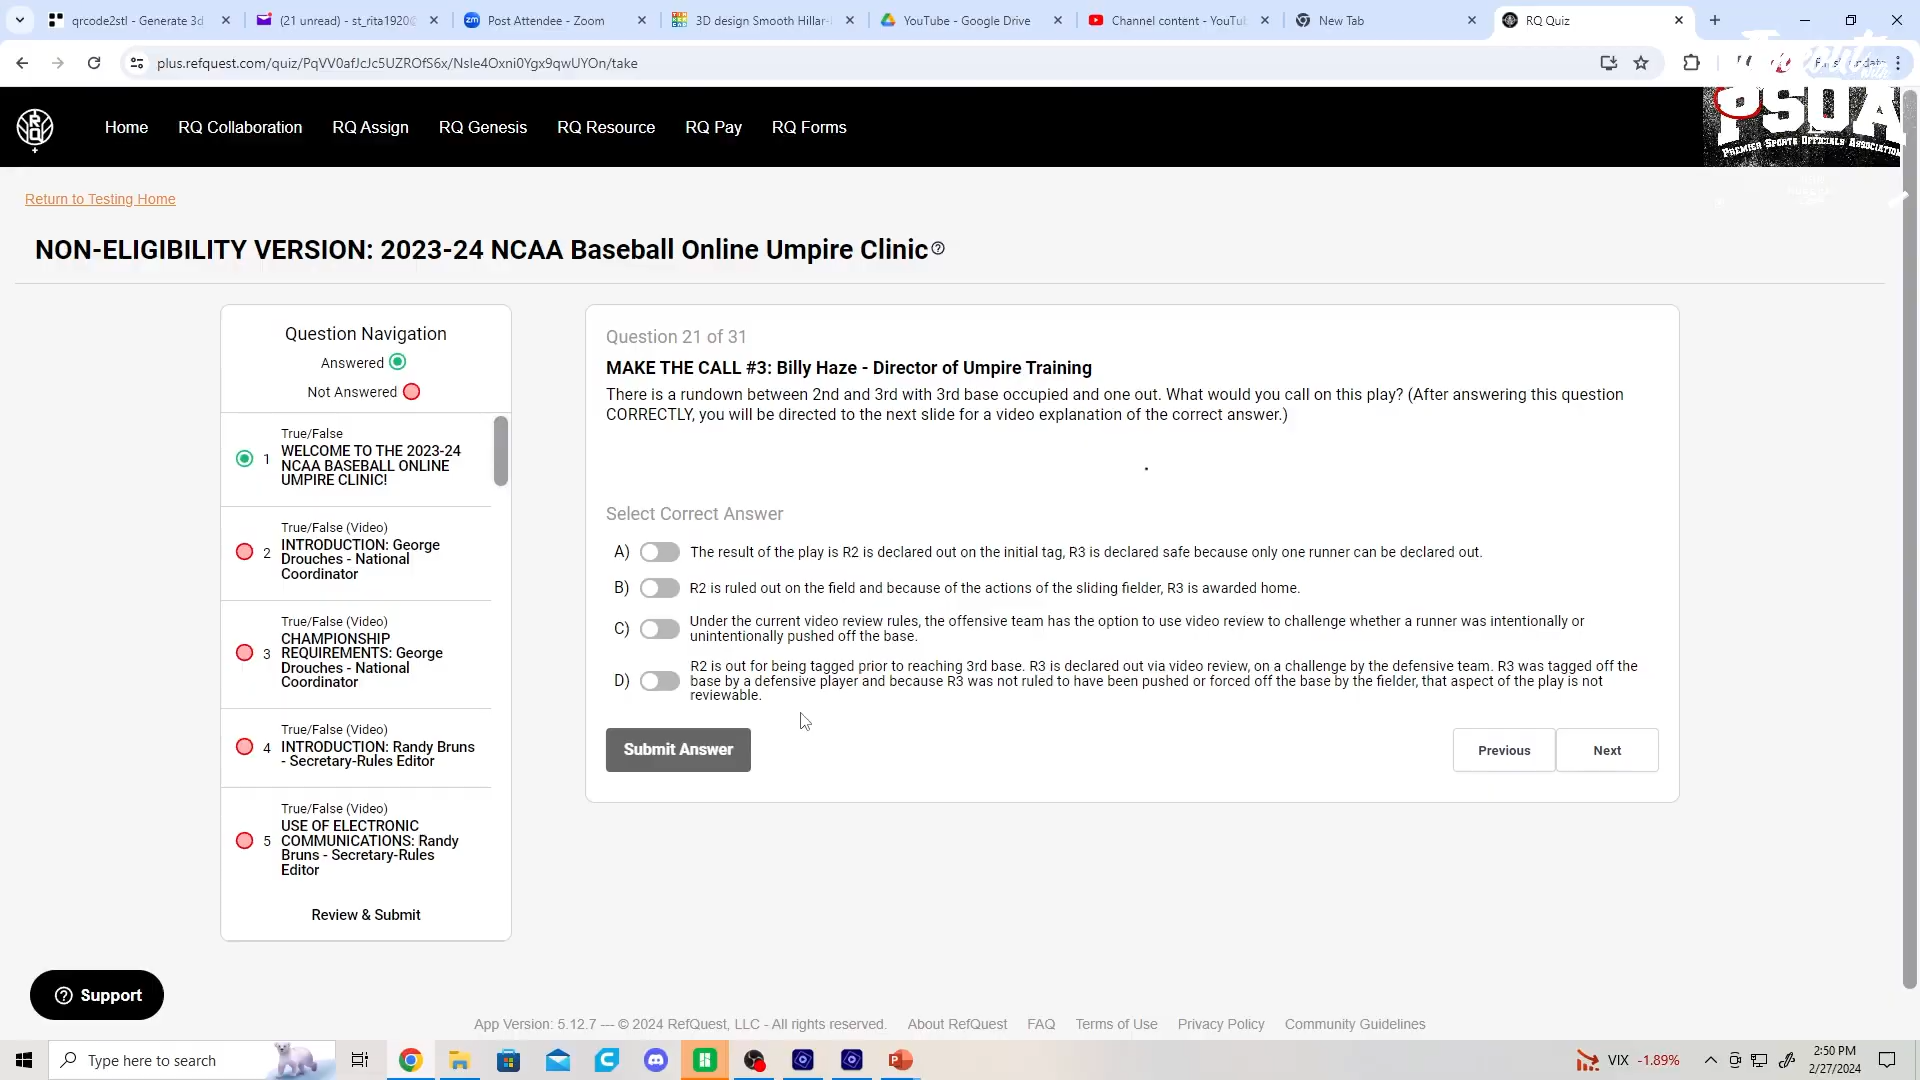 qrcode2stl - Generate 3d
(21 unread) - st_rita1920@
Post Attendee - Zoom
3D design Smooth Hillar-
YouTube - Google Drive
Channel content - YouTu
New Tab
RQ Quiz
plus.refquest.com/quiz/PqVV0afJcJc5UZROfS6x/Nsle4Oxni0Ygx9qwUYOn/take
Home
RQ Collaboration
RQ Assign
RQ Genesis
RQ Resource
RQ Pay
RQ Forms
PSOA
PREMIER SPORTS OFFICIALS ASSOCIATION
Return to Testing Home
NON-ELIGIBILITY VERSION: 2023-24 NCAA Baseball Online Umpire Clinic
Question Navigation
Answered
Not Answered
True/False
1 WELCOME TO THE 2023-24
NCAA BASEBALL ONLINE
UMPIRE CLINIC!
True/False (Video)
2 INTRODUCTION: George
Drouches - National
Coordinator
True/False (Video)
CHAMPIONSHIP
3 REQUIREMENTS: George
Drouches - National
Coordinator
True/False (Video)
4 INTRODUCTION: Randy Bruns
- Secretary-Rules Editor
True/False (Video)
USE OF ELECTRONIC
5 COMMUNICATIONS: Randy
Bruns - Secretary-Rules
Editor
Review & Submit
Question 21 of 31
MAKE THE CALL #3: Billy Haze - Director of Umpire Training
There is a rundown between 2nd and 3rd with 3rd base occupied and one out. What would you call on this play? (After answering this question
CORRECTLY, you will be directed to the next slide for a video explanation of the correct answer.)
.
Select Correct Answer
A) The result of the play is R2 is declared out on the initial tag, R3 is declared safe because only one runner can be declared out.
B) R2 is ruled out on the field and because of the actions of the sliding fielder, R3 is awarded home.
C) Under the current video review rules, the offensive team has the option to use video review to challenge whether a runner was intentionally or
unintentionally pushed off the base.
D) R2 is out for being tagged prior to reaching 3rd base. R3 is declared out via video review, on a challenge by the defensive team. R3 was tagged off the
base by a defensive player and because R3 was not ruled to have been pushed or forced off the base by the fielder, that aspect of the play is not
reviewable.
Submit Answer
Previous
Next
Support
App Version: 5.12.7 --- © 2024 RefQuest, LLC - All rights reserved.
About RefQuest
FAQ
Terms of Use
Privacy Policy
Community Guidelines
Type here to search
VIX -1.89%
2:50 PM
2/27/2024